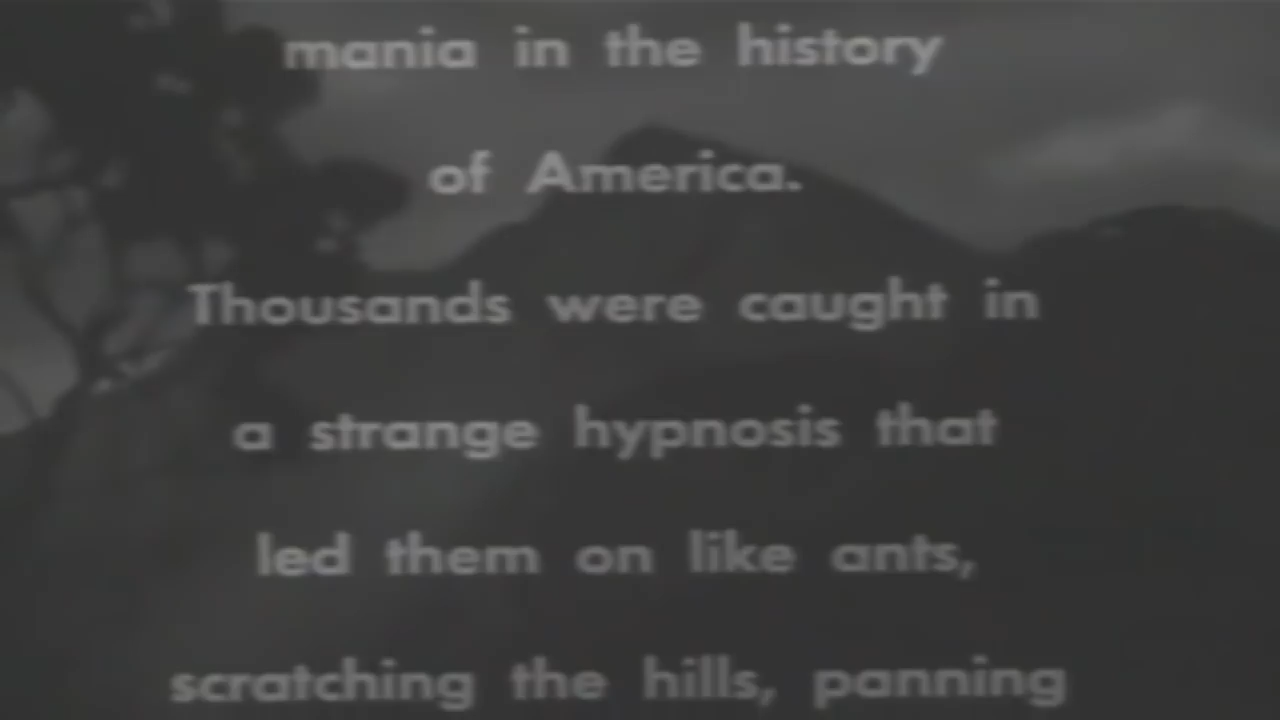 mania in the history
of America.
Thousands were caught in
a strange hypnosis that
led them on like ants,
scratching the hills, panning